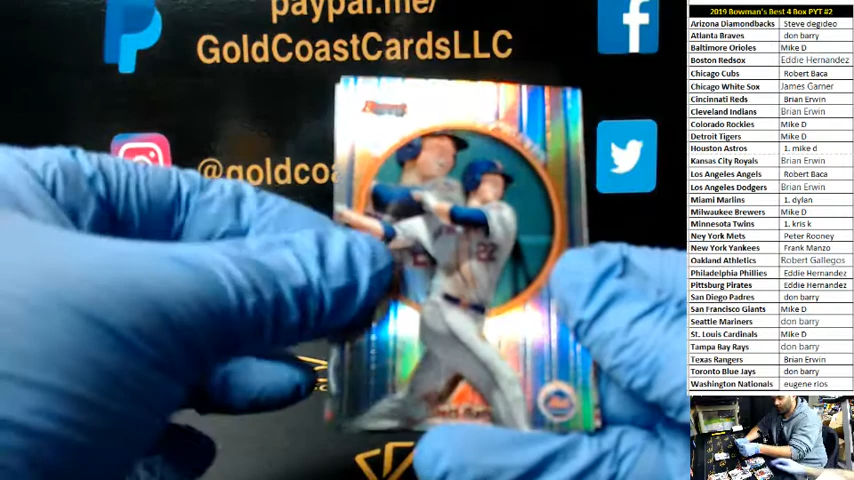 paypal.me/
GoldCoastCardsLLC
@goldcoa
2019 Bowman's Best 4 Box PYT #2
Arizona Diamondbacks Steve degideo
Atlanta Braves don barry
Baltimore Orioles Mike D
Boston Redsox Eddie Hernandez
Chicago Cubs Robert Baca
Chicago White Sox James Garner
Cincinnati Reds Brian Erwin
Cleveland Indians Brian Erwin
Colorado Rockies Mike D
Detroit Tigers Mike D
Houston Astros 1. mike d
Kansas City Royals Brian Erwin
Los Angeles Angels Robert Baca
Los Angeles Dodgers Brian Erwin
Miami Marlins 1. dylan
Milwaukee Brewers Mike D
Minnesota Twins 1. kris k
Ney York Mets Peter Rooney
New York Yankees Frank Manzo
Oakland Athletics Robert Gallegos
Philadelphia Phillies Eddie Hernandez
Pittsburg Pirates Eddie Hernandez
San Diego Padres don barry
San Francisco Giants Mike D
Seattle Mariners don barry
St. Louis Cardinals Mike D
Tampa Bay Rays don barry
Texas Rangers Brian Erwin
Toronto Blue Jays don barry
Washington Nationals eugene rios